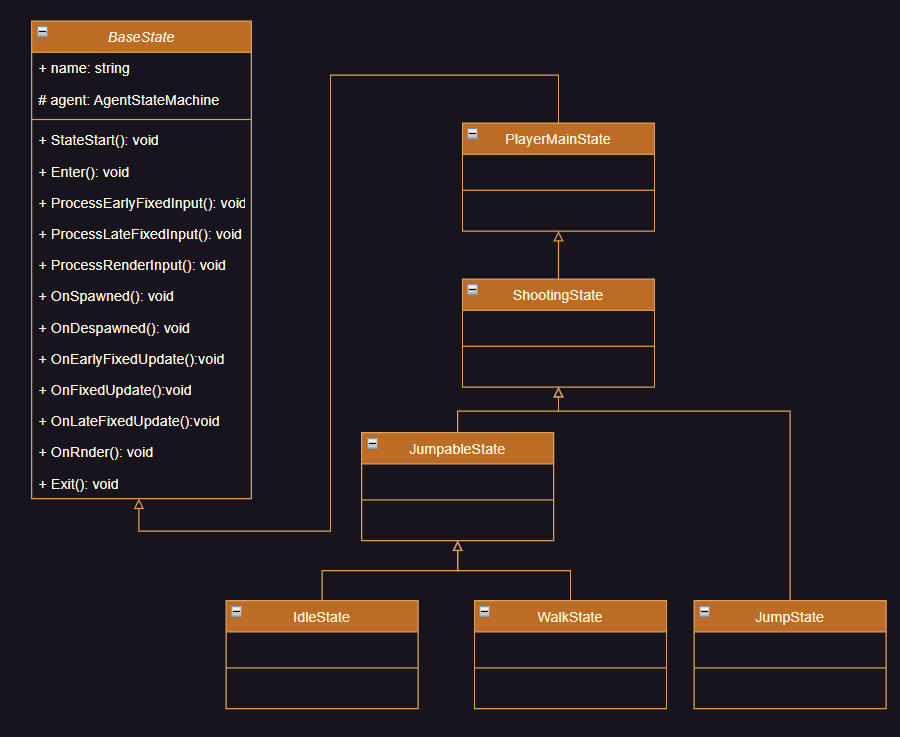 BaseState
+ name: string
# agent: AgentStateMachine
+ StateStart(): void
+ Enter(): void
+ ProcessEarlyFixedInput(): void
+ ProcessLateFixedInput(): void
+ ProcessRenderInput(): void
+ OnSpawned(): void
+ OnDespawned(): void
+ OnEarlyFixedUpdate():void
+ OnFixedUpdate():void
+ OnLateFixedUpdate():void
+ OnRnder(): void
+ Exit(): void
PlayerMainState
ShootingState
JumpableState
IdleState
WalkState
JumpState